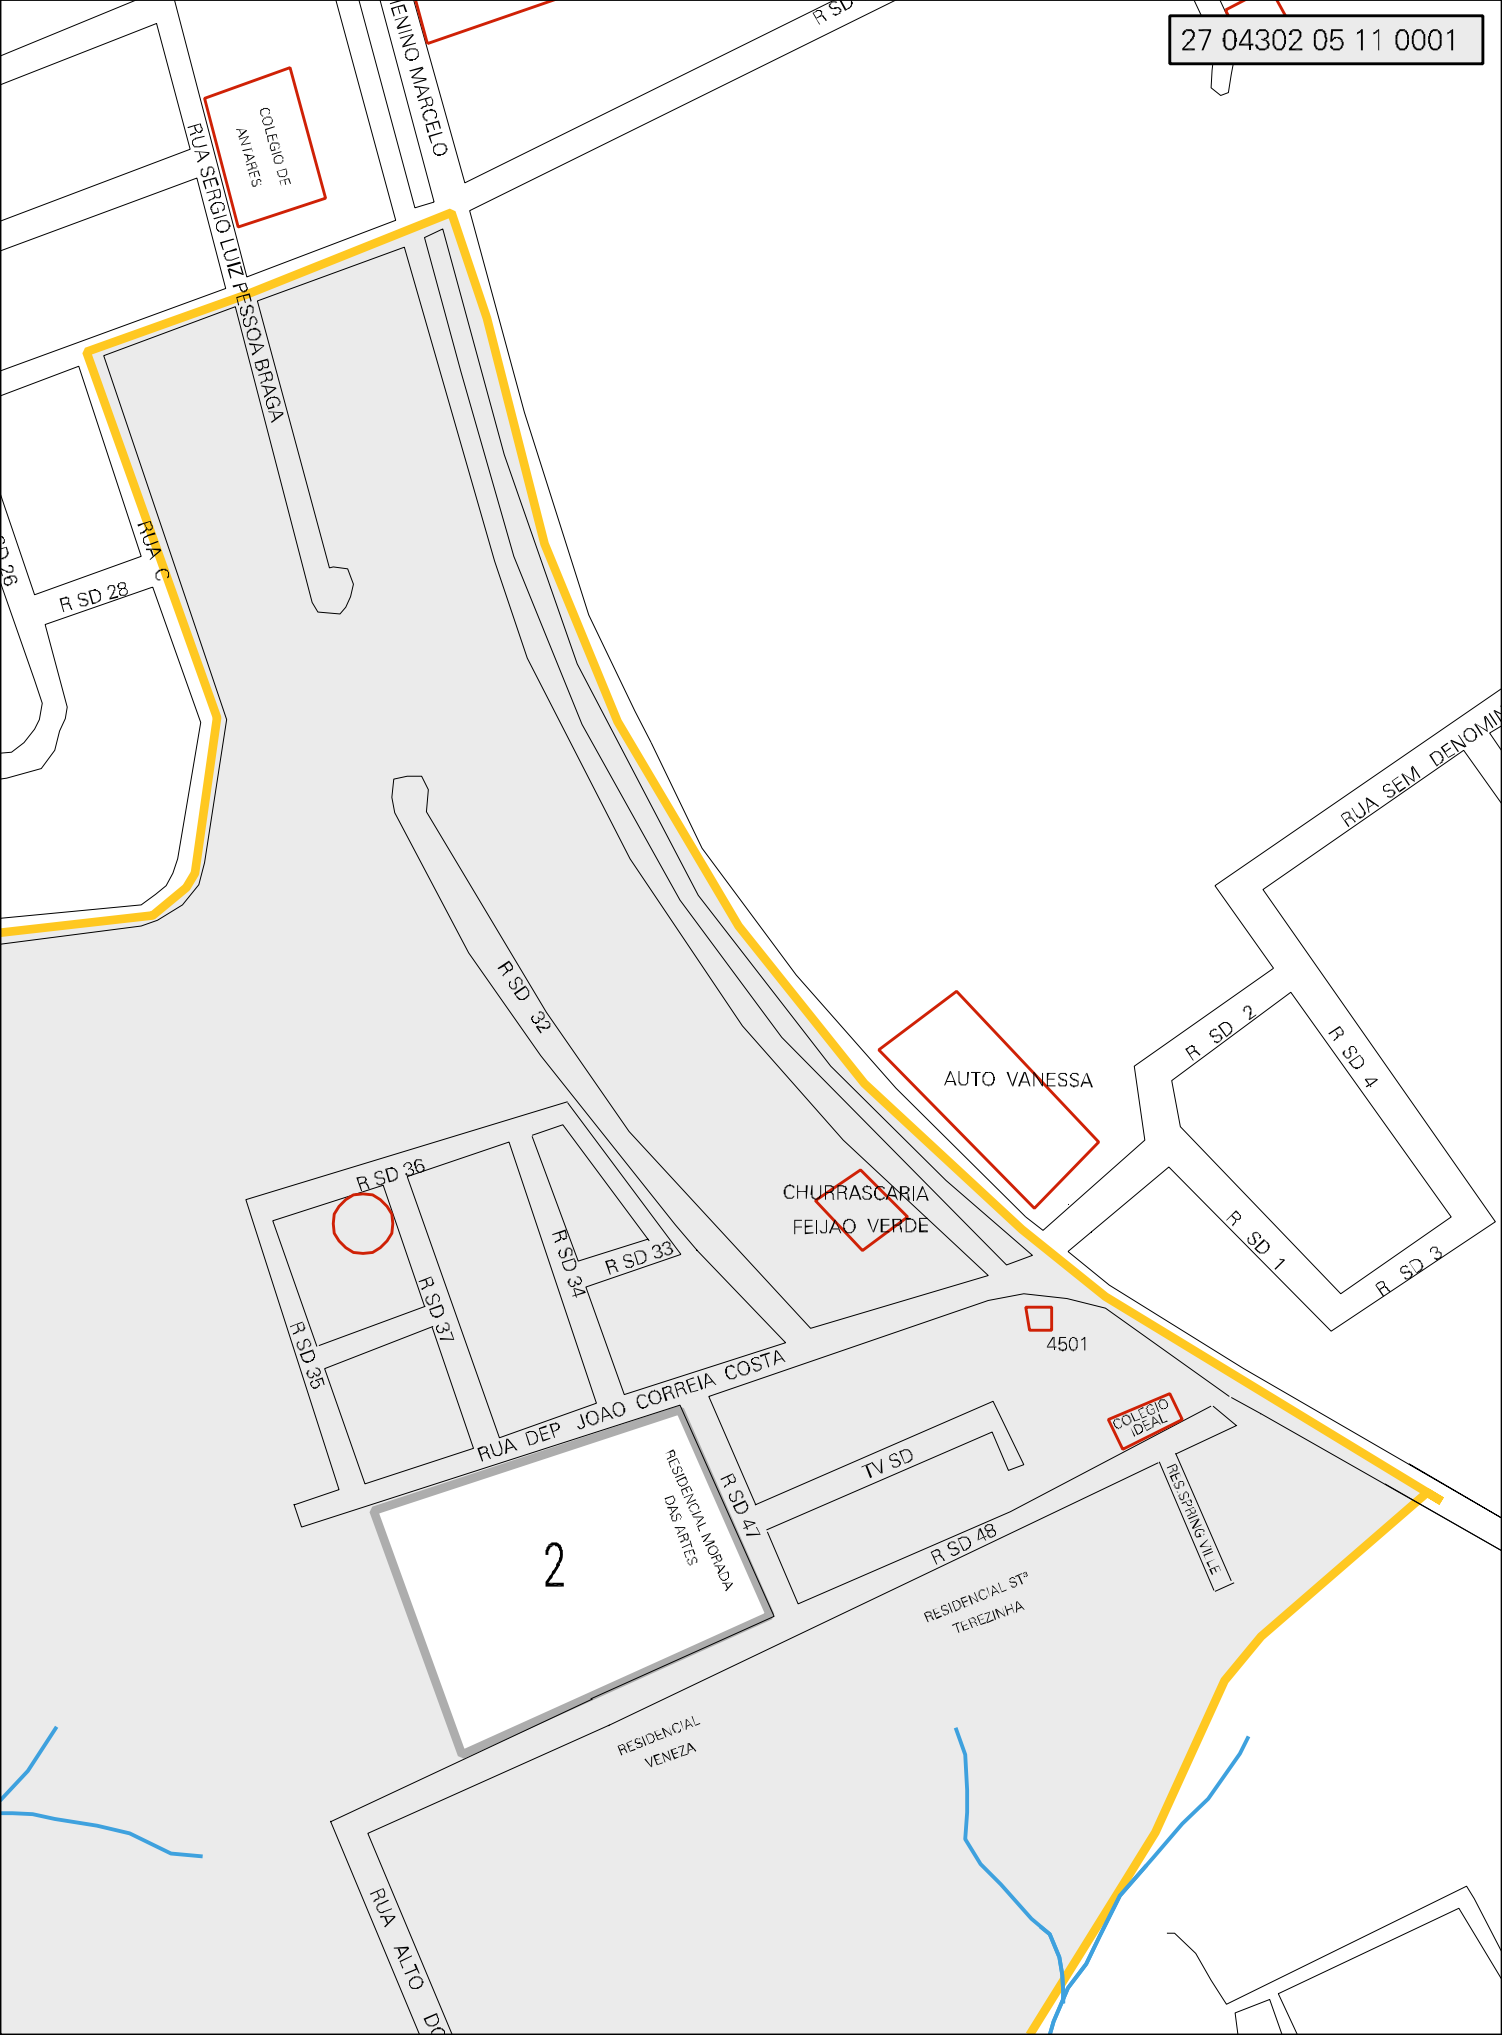 27 04302 05 11 0001
R SD
ENINO MARCELO
COLEGIO DE
ANTARES
RUA SERGIO LUIZ PESSOA BRAGA
RUA C
R SD 28
SD 26
RUA SEM DENOMIN
R SD 32
R SD 2
R SD 4
AUTO VANESSA
R SD 36
CHURRASCARIA
FEIJAO VERDE
R SD 1
R SD 3
R SD 34
R SD 33
R SD 37
R SD 35
4501
RUA DEP JOAO CORREIA COSTA
COLEGIO
IDEAL
TV SD
R SD 47
RESIDENCIAL MORADA
DAS ARTES
RES.SPRING VILLE
R SD 48
2
RESIDENCIAL STª
TEREZINHA
RESIDENCIAL
VENEZA
RUA ALTO DO